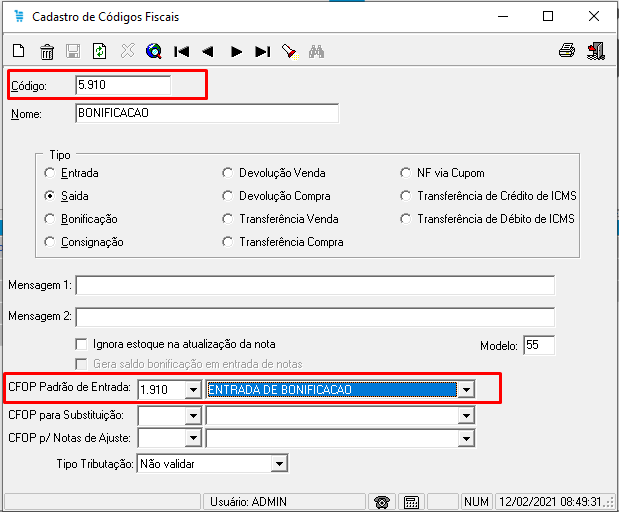 Cadastro de Códigos Fiscais
Código: 5.910
Nome: BONIFICACAO
Tipo
Entrada Devolução Venda NF via Cupom
Saida Devolução Compra Transferência de Crédito de ICMS
Bonificação Transferência Venda Transferência de Débito de ICMS
Consignação Transferência Compra
Mensagem 1:
Mensagem 2:
Ignora estoque na atualização da nota Modelo: 55
Gera saldo bonificação em entrada de notas
CFOP Padrão de Entrada: 1.910 ENTRADA DE BONIFICACAO
CFOP para Substituição:
CFOP p/ Notas de Ajuste:
Tipo Tributação: Não validar
Usuário: ADMIN NUM 12/02/2021 08:49:31